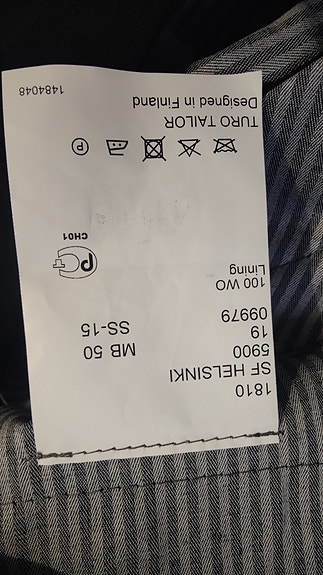 1810
SF HELSINKI
5900 MB 50
19 SS-15
09979
100 WO
Lining
PCT
CH01
P
TURO TAILOR
Designed in Finland
1484048